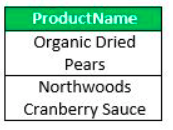 ProductName
Organic Dried
Pears
Northwoods
Cranberry Sauce